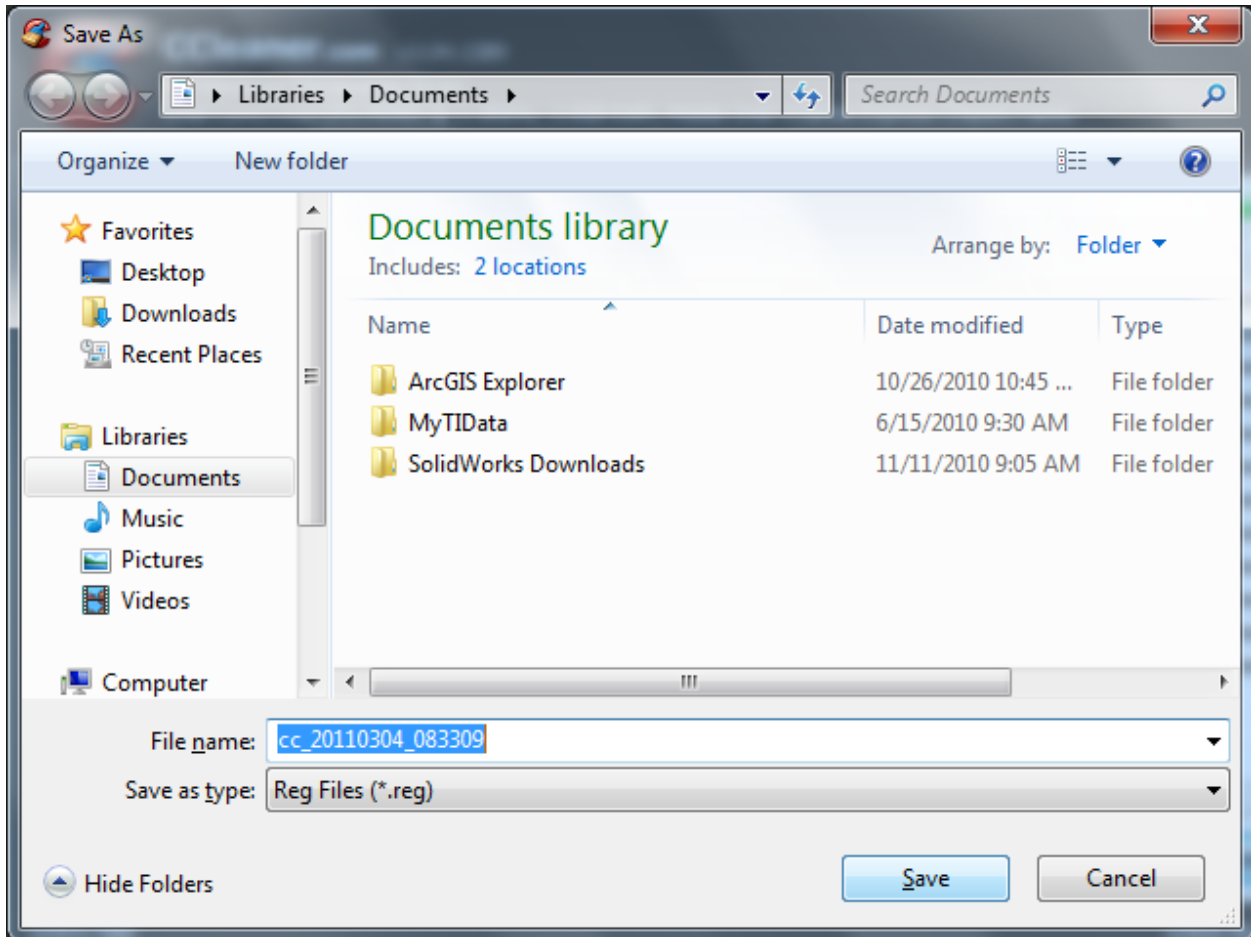 Save As
CCleaner.com
Libraries Documents
Search Documents
Organize New folder
Favorites
Desktop
Downloads
Recent Places
Libraries
Documents
Music
Pictures
Videos
Computer
Documents library
Includes: 2 locations
Arrange by: Folder
Name Date modified Type
ArcGIS Explorer 10/26/2010 10:45 ... File folder
MyTIData 6/15/2010 9:30 AM File folder
SolidWorks Downloads 11/11/2010 9:05 AM File folder
File name: cc_20110304_083309
Save as type: Reg Files (*.reg)
Hide Folders Save Cancel